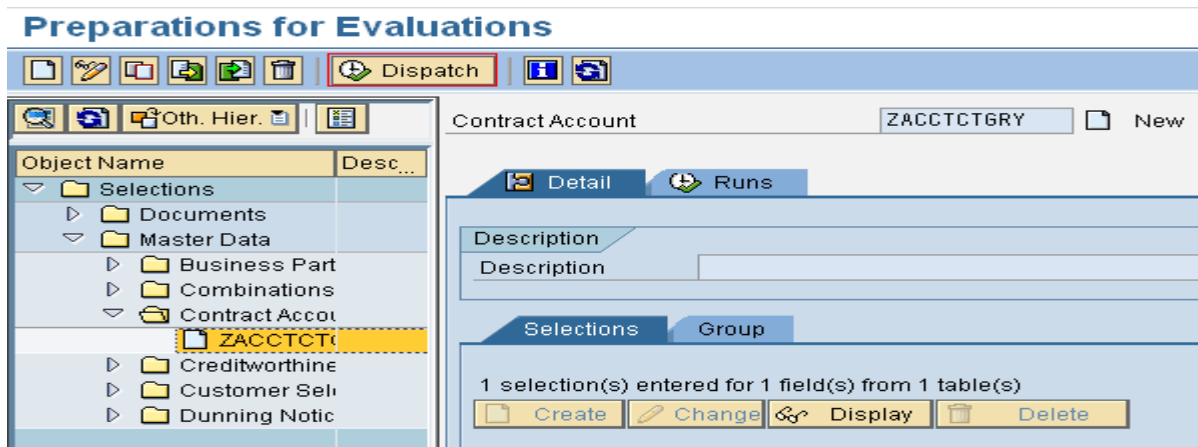 Preparations for Evaluations
Dispatch
Oth. Hier.
Object Name Desc...
Selections
Documents
Master Data
Business Part
Combinations
Contract Accou
ZACCTCT
Creditworthine
Customer Sel
Dunning Notic
Contract Account ZACCTCTGRY New
Detail Runs
Description
Description
Selections Group
1 selection(s) entered for 1 field(s) from 1 table(s)
Create Change Display Delete